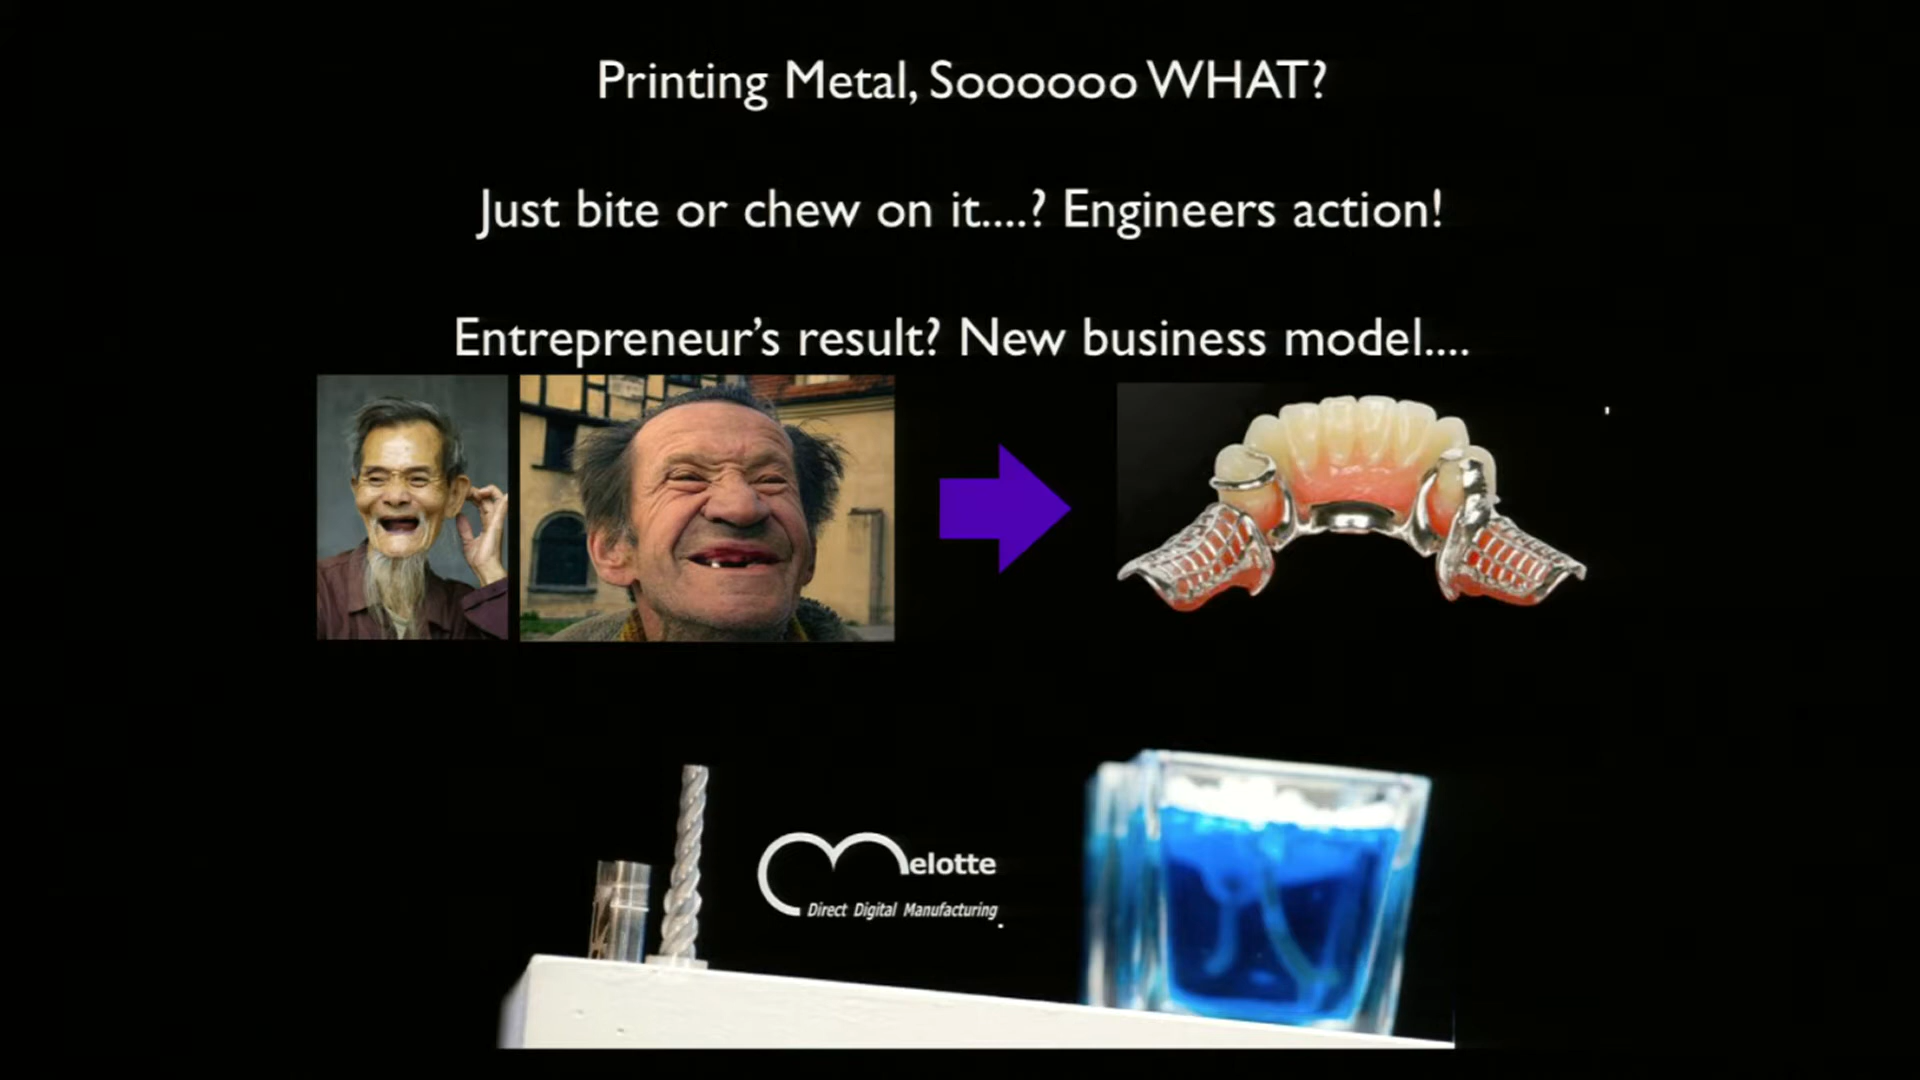 Printing Metal, Soooooo WHAT?
Just bite or chew on it....? Engineers action!
Entrepreneur's result? New business model....
Melotte
Direct Digital Manufacturing